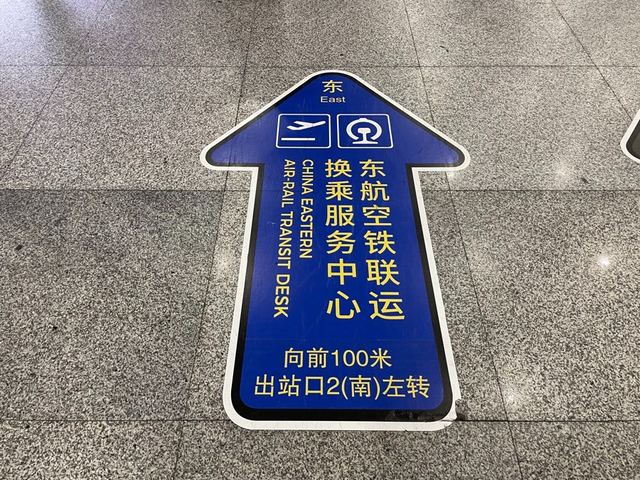 东
East
东航空铁联运
换乘服务中心
CHINA EASTERN
AIR-RAIL TRANSIT DESK
向前100米
出站口2(南)左转